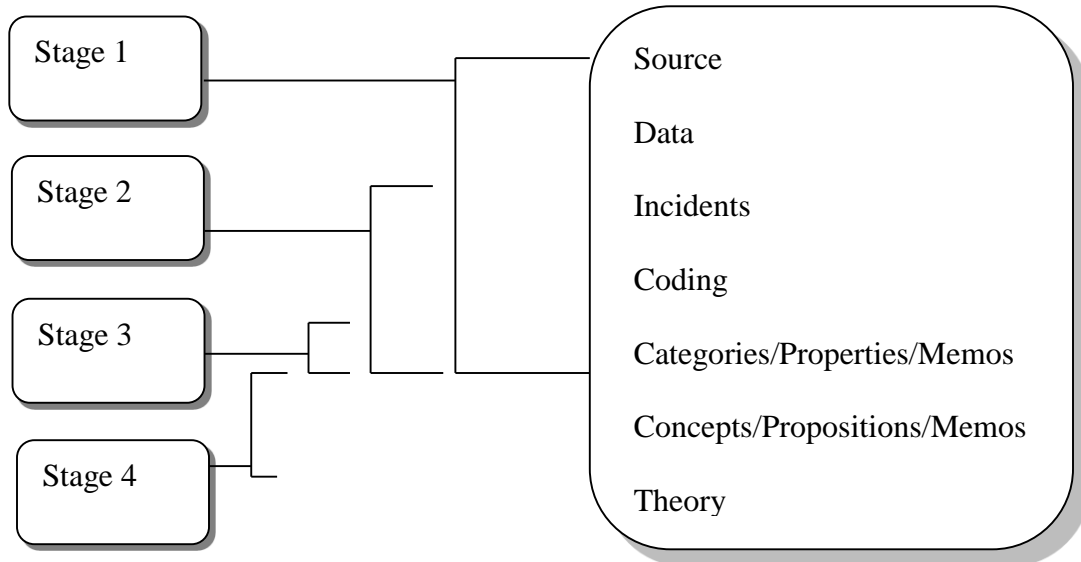 Stage 1
Stage 2
Stage 3
Stage 4
Source
Data
Incidents
Coding
Categories/Properties/Memos
Concepts/Propositions/Memos
Theory